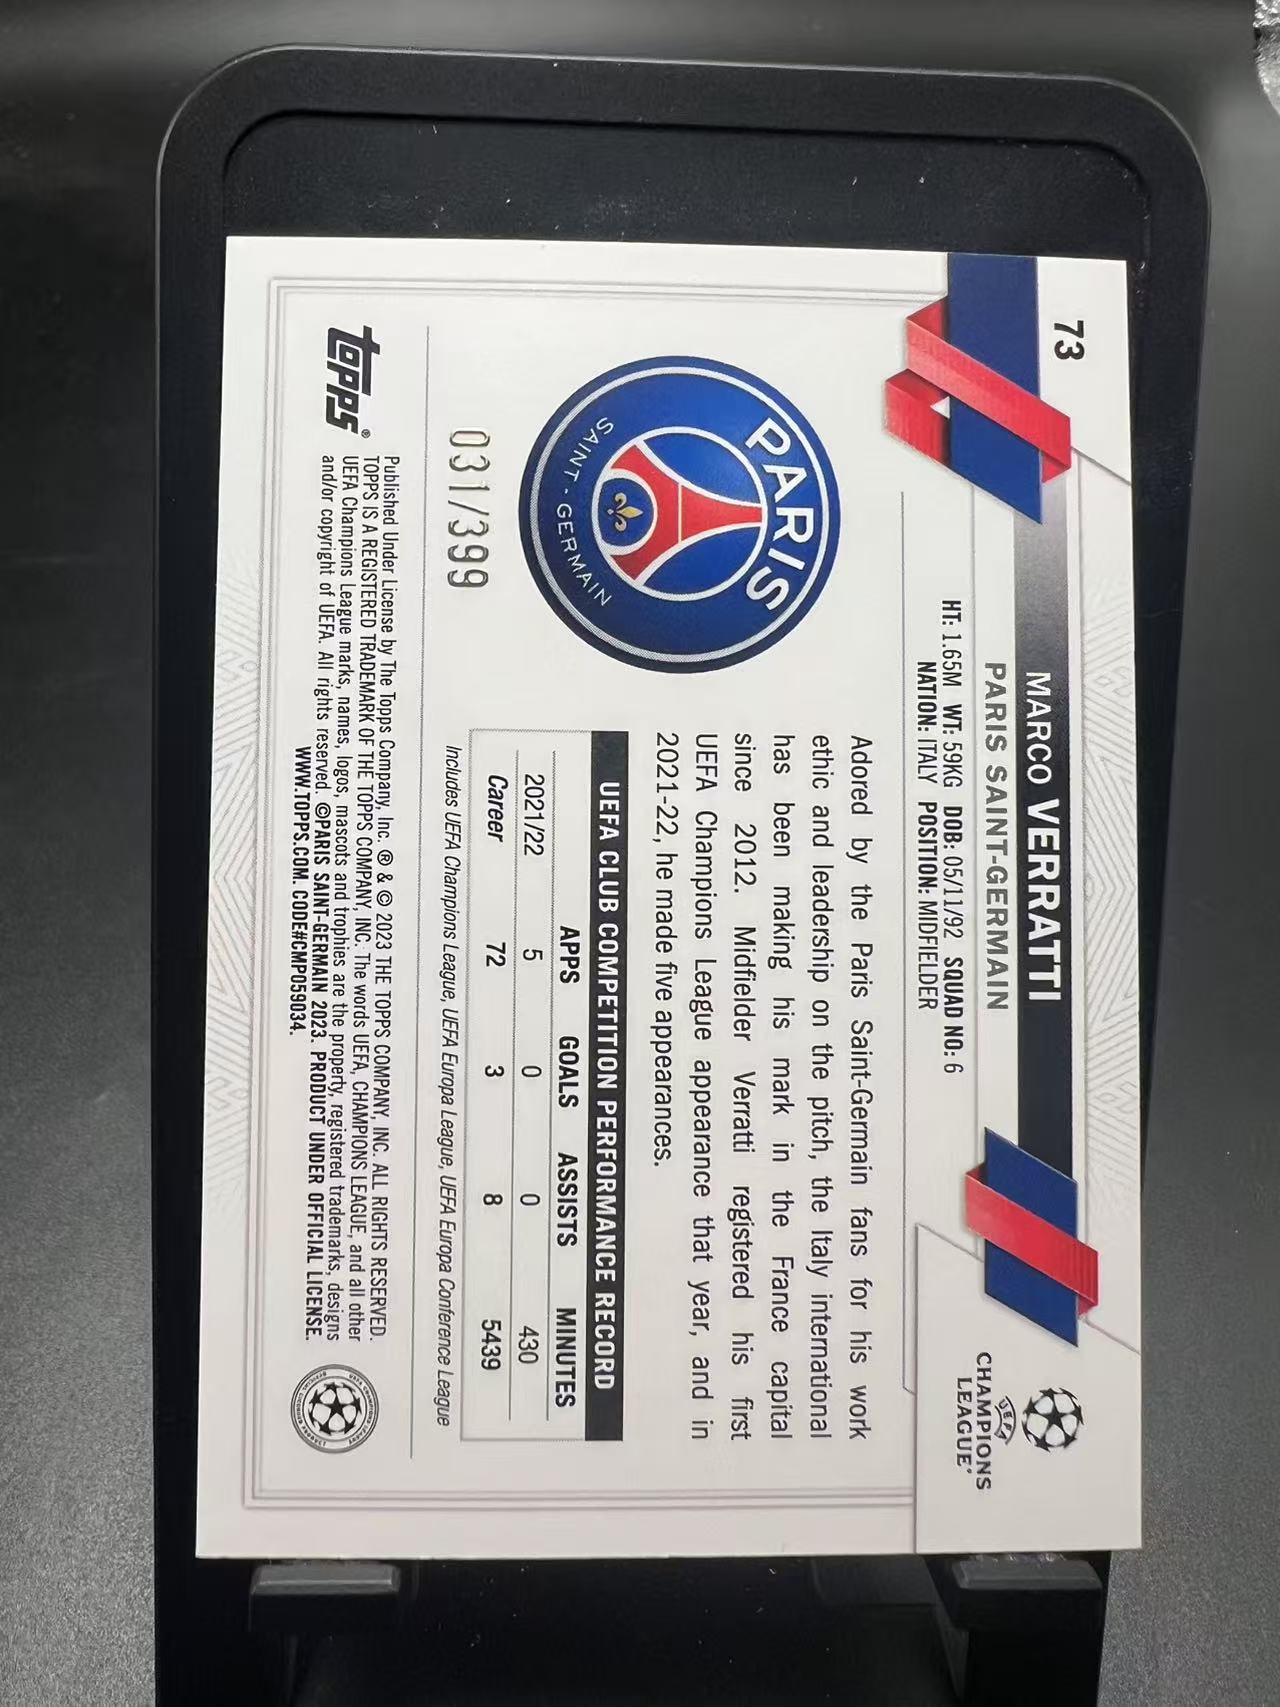 73
MARCO VERRATTI
PARIS SAINT-GERMAIN
HT: 1.65M WT: 59KG DOB: 05/11/92 SQUAD NO: 6
NATION: ITALY POSITION: MIDFIELDER
UEFA
CHAMPIONS
LEAGUE
PARIS
SAINT-GERMAIN
031/399
Adored by the Paris Saint-Germain fans for his work
ethic and leadership on the pitch, the Italy international
has been making his mark in the France capital
since 2012. Midfielder Verratti registered his first
UEFA Champions League appearance that year, and in
2021-22, he made five appearances.
UEFA CLUB COMPETITION PERFORMANCE RECORD
APPS GOALS ASSISTS MINUTES
2021/22 5 0 0 430
Career 72 3 8 5439
Includes UEFA Champions League, UEFA Europa League, UEFA Europa Conference League
topps®
Published Under License by The Topps Company, Inc. ® & © 2023 THE TOPPS COMPANY, INC. ALL RIGHTS RESERVED.
TOPPS IS A REGISTERED TRADEMARK OF THE TOPPS COMPANY, INC. The words UEFA, CHAMPIONS LEAGUE, and all other
UEFA Champions League marks, names, logos, mascots and trophies are the property, registered trademarks, designs
and/or copyright of UEFA. All rights reserved. ©PARIS SAINT-GERMAIN 2023. PRODUCT UNDER OFFICIAL LICENSE.
WWW.TOPPS.COM. CODE#CMP059034.